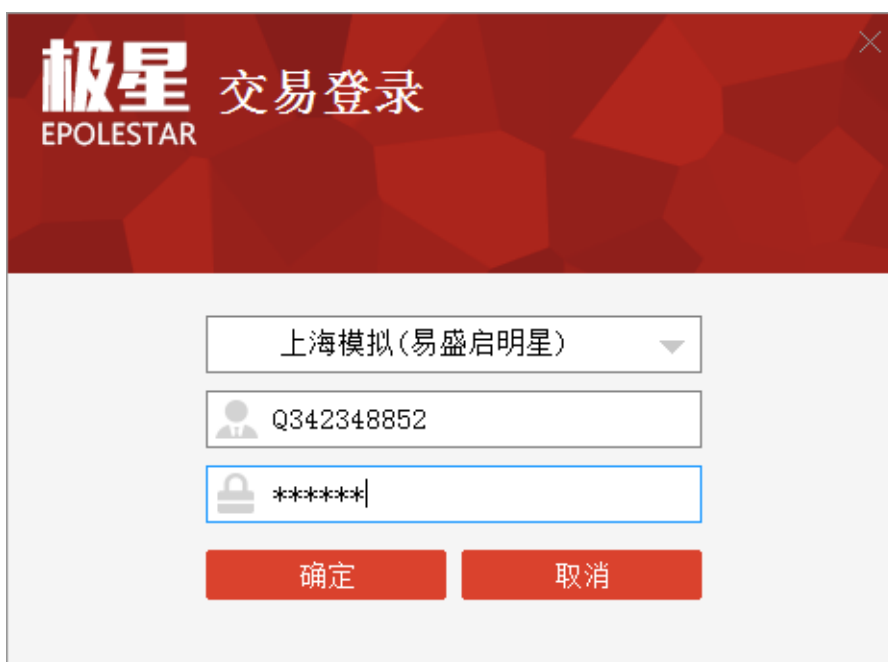 极星
EPOLESTAR
交易登录
上海模拟(易盛启明星)
Q342348852
******
确定
取消